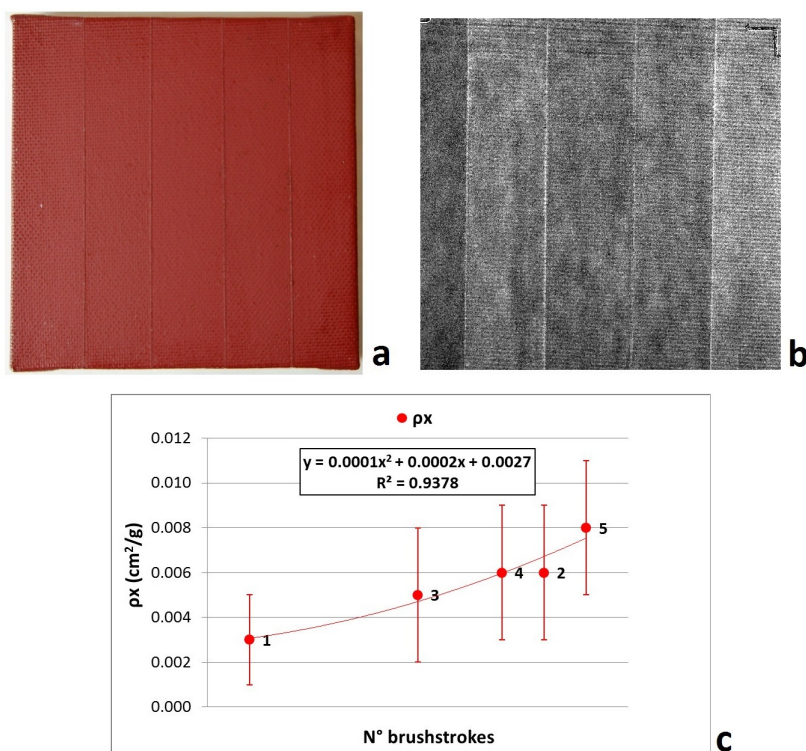 a
b
ρx
0.012
0.010
0.008
0.006
0.004
0.002
0.000
ρx (cm²/g)
y = 0.0001x² + 0.0002x + 0.0027
R² = 0.9378
1
3
4
2
5
N° brushstrokes
c